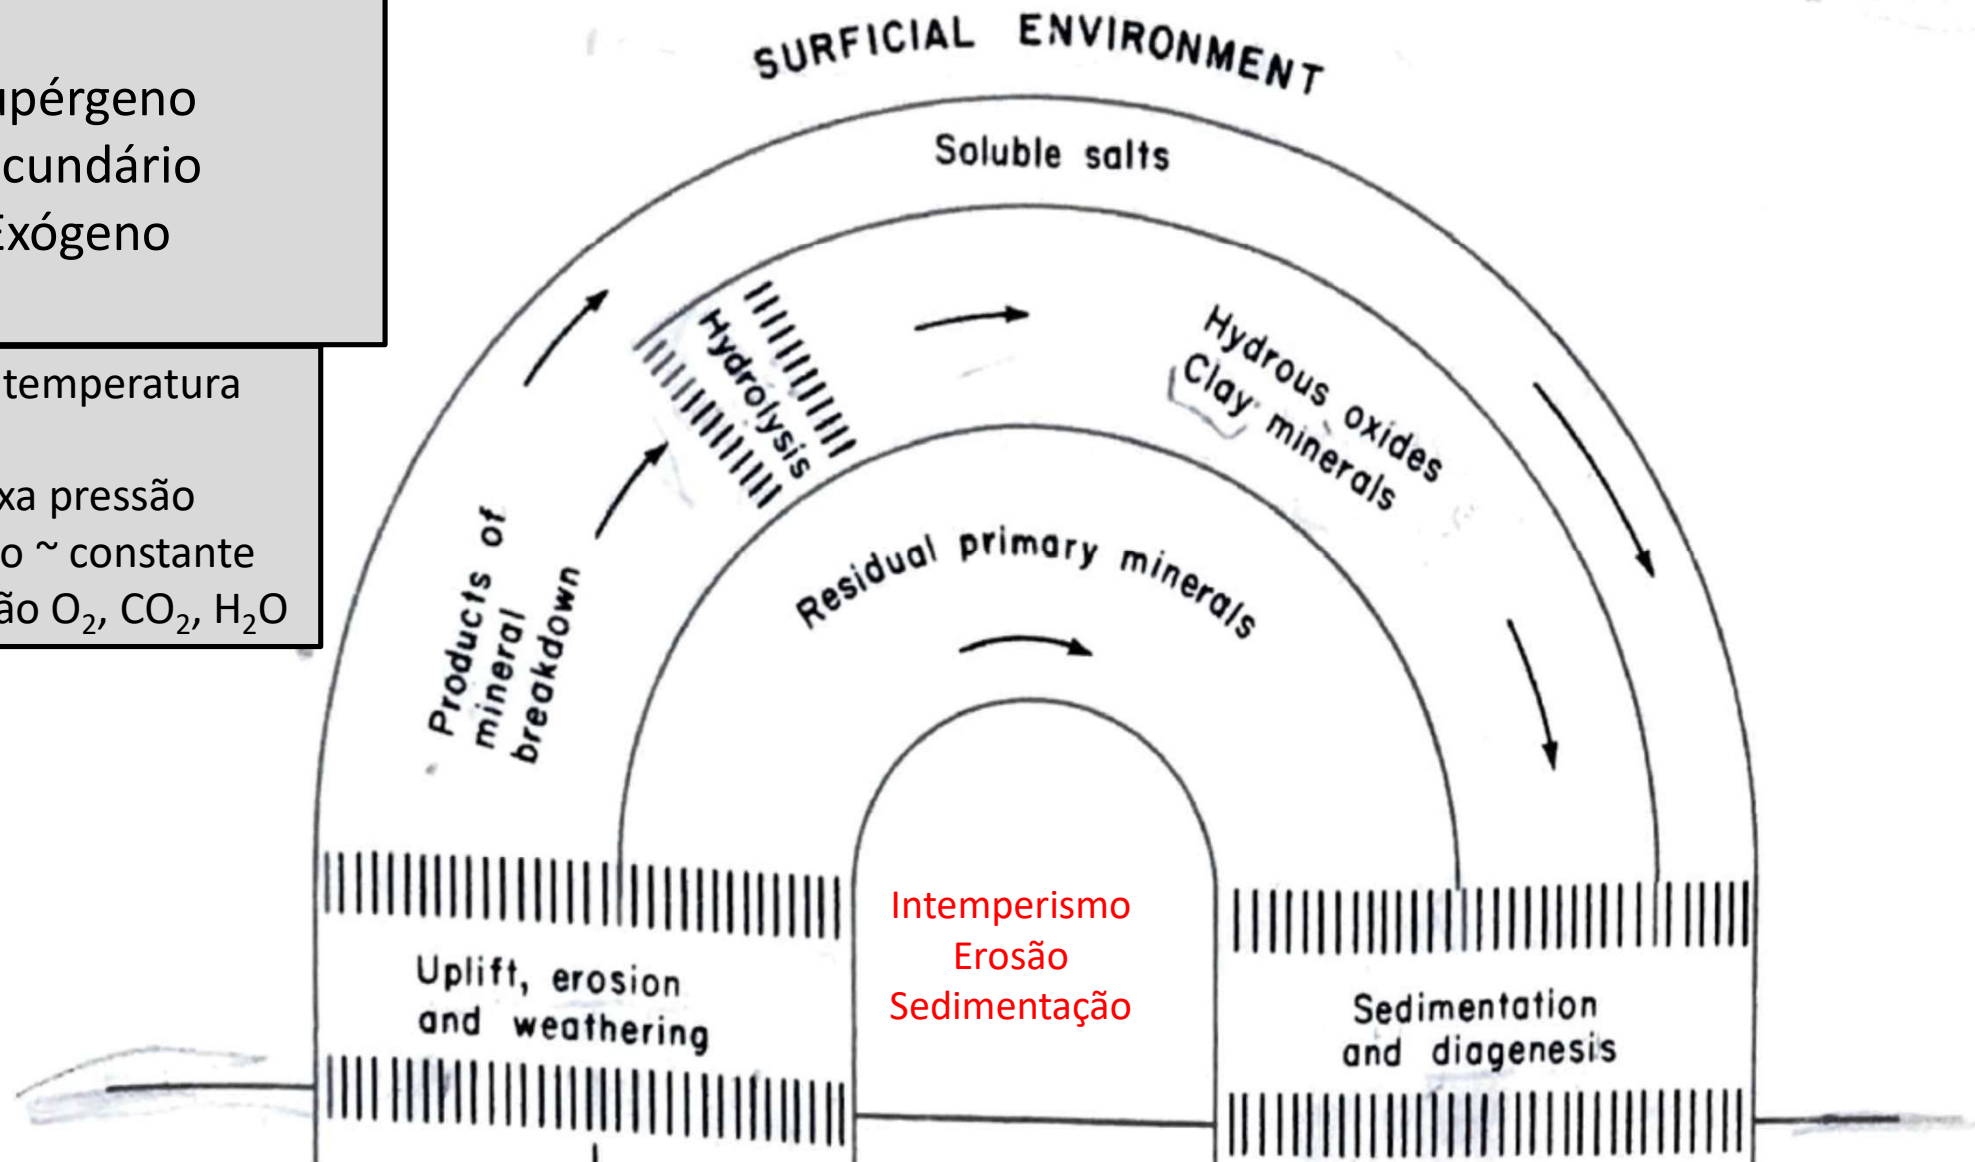 SURFICIAL ENVIRONMENT
upérgeno
cundário
Exógeno
temperatura
xa pressão
o ~ constante
ão O₂, CO₂, H₂O
Soluble salts
Hydrolysis
Hydrous oxides
Clay minerals
Products of
mineral
breakdown
Residual primary minerals
Intemperismo
Erosão
Sedimentação
Uplift, erosion
and weathering
Sedimentation
and diagenesis